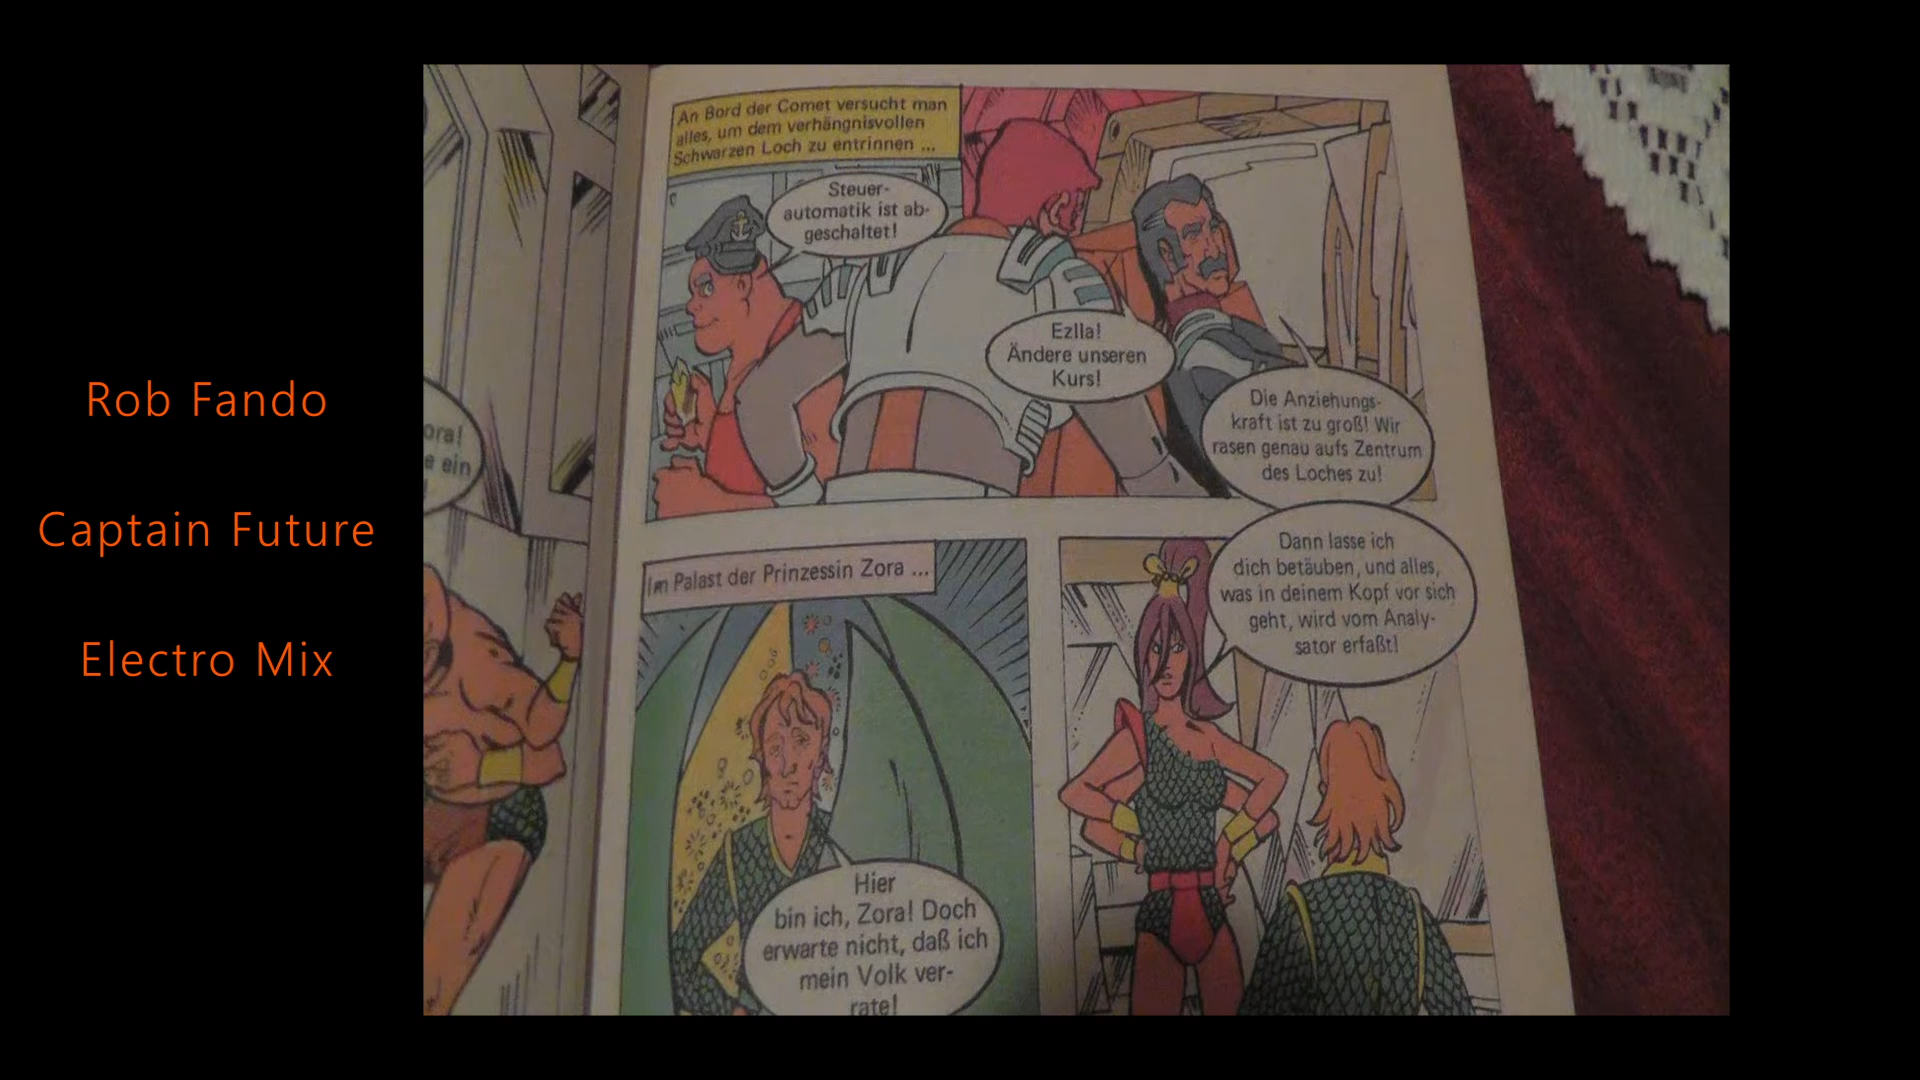 Rob Fando
Captain Future
Electro Mix
ora!
e ein
An Bord der Comet versucht man
alles, um dem verhängnisvollen
Schwarzen Loch zu entrinnen ...
Steuer-
automatik ist ab-
geschaltet!
Ezlla!
Ändere unseren
Kurs!
Die Anziehungs-
kraft ist zu groß! Wir
rasen genau aufs Zentrum
des Loches zu!
Im Palast der Prinzessin Zora ...
Hier
bin ich, Zora! Doch
erwarte nicht, daß ich
mein Volk ver-
rate!
Dann lasse ich
dich betäuben, und alles,
was in deinem Kopf vor sich
geht, wird vom Analy-
sator erfaßt!